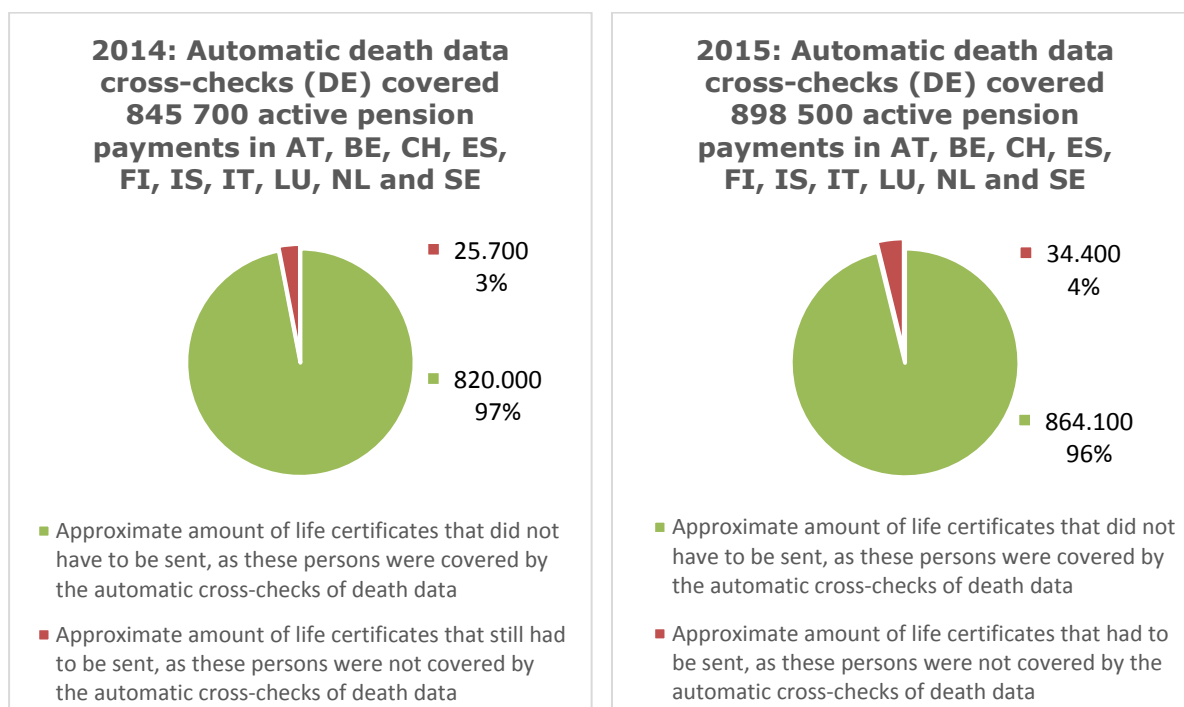 2014: Automatic death data
cross-checks (DE) covered
845 700 active pension
payments in AT, BE, CH, ES,
FI, IS, IT, LU, NL and SE
25.700
3%
820.000
97%
Approximate amount of life certificates that did not
have to be sent, as these persons were covered by
the automatic cross-checks of death data
Approximate amount of life certificates that still had
to be sent, as these persons were not covered by
the automatic cross-checks of death data
2015: Automatic death data
cross-checks (DE) covered
898 500 active pension
payments in AT, BE, CH, ES,
FI, IS, IT, LU, NL and SE
34.400
4%
864.100
96%
Approximate amount of life certificates that did not
have to be sent, as these persons were covered by
the automatic cross-checks of death data
Approximate amount of life certificates that had to
be sent, as these persons were not covered by the
automatic cross-checks of death data